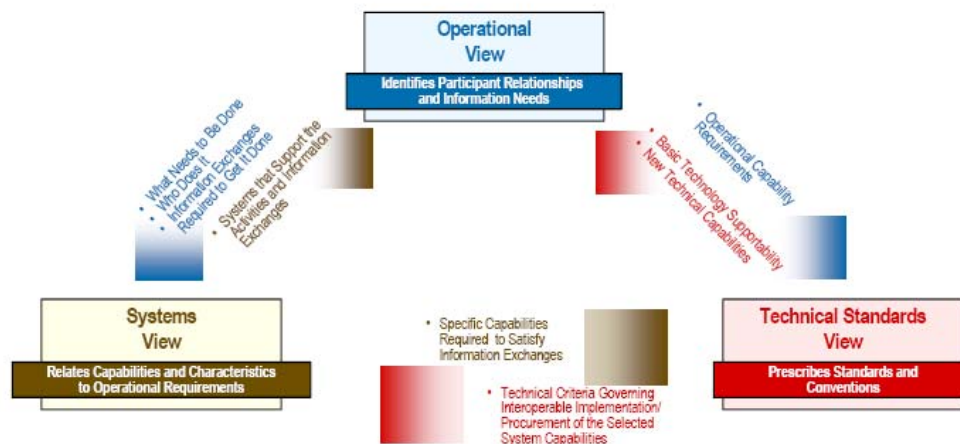 Operational
View
Identifies Participant Relationships
and Information Needs
• What Needs to Be Done
• Who Does It
• Information Exchanges
Required to Get It Done
• Systems that Support the
Activities and Information
Exchanges
• Operational Capability
Requirements
• Basic Technology Supportability
• New Technical Capabilities
Systems
View
Relates Capabilities and Characteristics
to Operational Requirements
• Specific Capabilities
Required to Satisfy
Information Exchanges
• Technical Criteria Governing
Interoperable Implementation/
Procurement of the Selected
System Capabilities
Technical Standards
View
Prescribes Standards and
Conventions